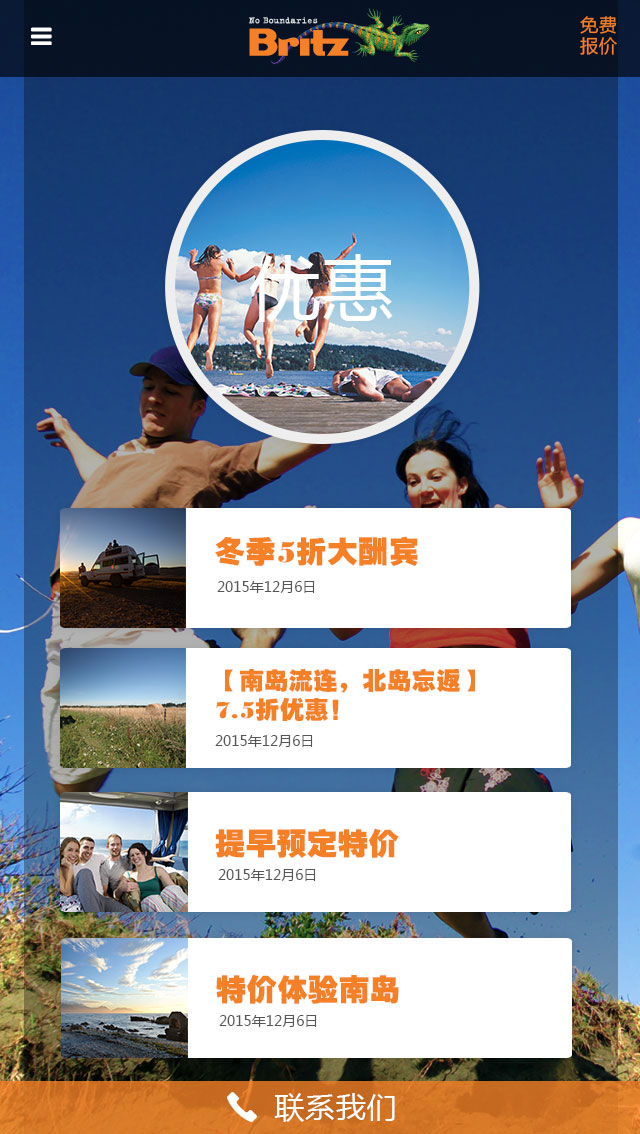 No Boundaries
Britz
免费
报价
优惠
冬季5折大酬宾
2015年12月6日
【南岛流连，北岛忘返】
7.5折优惠！
2015年12月6日
提早预定特价
2015年12月6日
特价体验南岛
2015年12月6日
联系我们